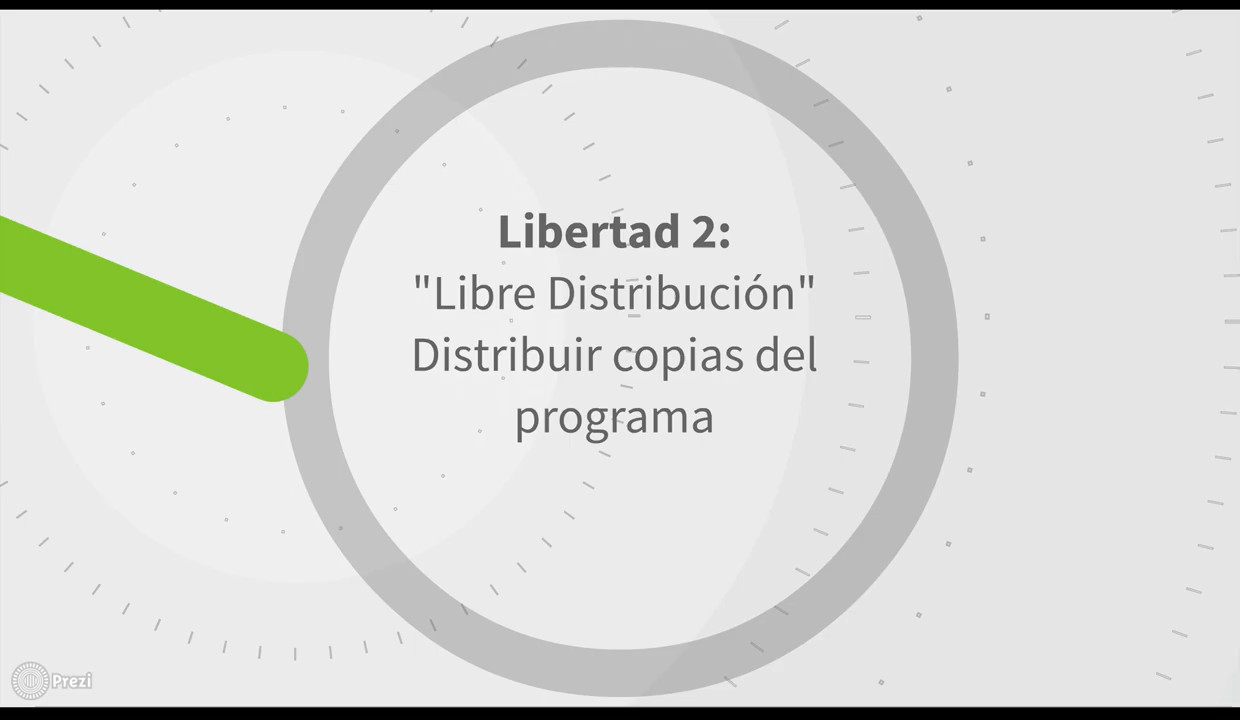 Libertad 2:
"Libre Distribución"
Distribuir copias del
programa
Prezi